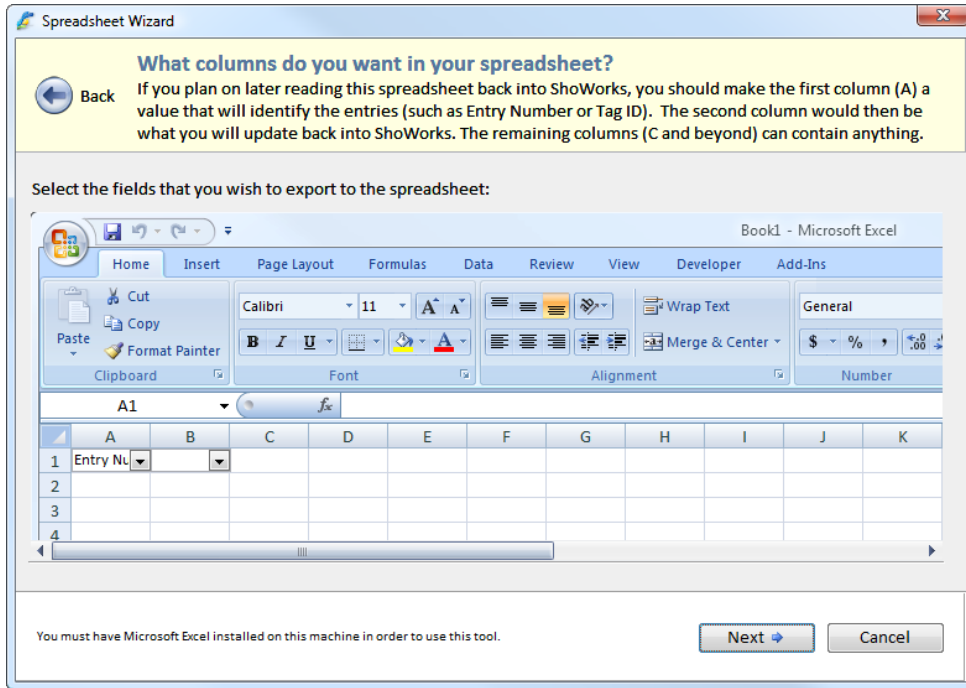 Spreadsheet Wizard
What columns do you want in your spreadsheet?
Back
If you plan on later reading this spreadsheet back into ShoWorks, you should make the first column (A) a
value that will identify the entries (such as Entry Number or Tag ID).  The second column would then be
what you will update back into ShoWorks. The remaining columns (C and beyond) can contain anything.
Select the fields that you wish to export to the spreadsheet:
Book1 - Microsoft Excel
Home Insert Page Layout Formulas Data Review View Developer Add-Ins
Paste
Cut
Copy
Format Painter
Clipboard
Calibri 11 A A
B I U A
Font
Wrap Text
Merge & Center
Alignment
General
$ % , .00
Number
A1 fx
A B C D E F G H I J K
1 Entry Nu
2
3
4
You must have Microsoft Excel installed on this machine in order to use this tool.
Next Cancel